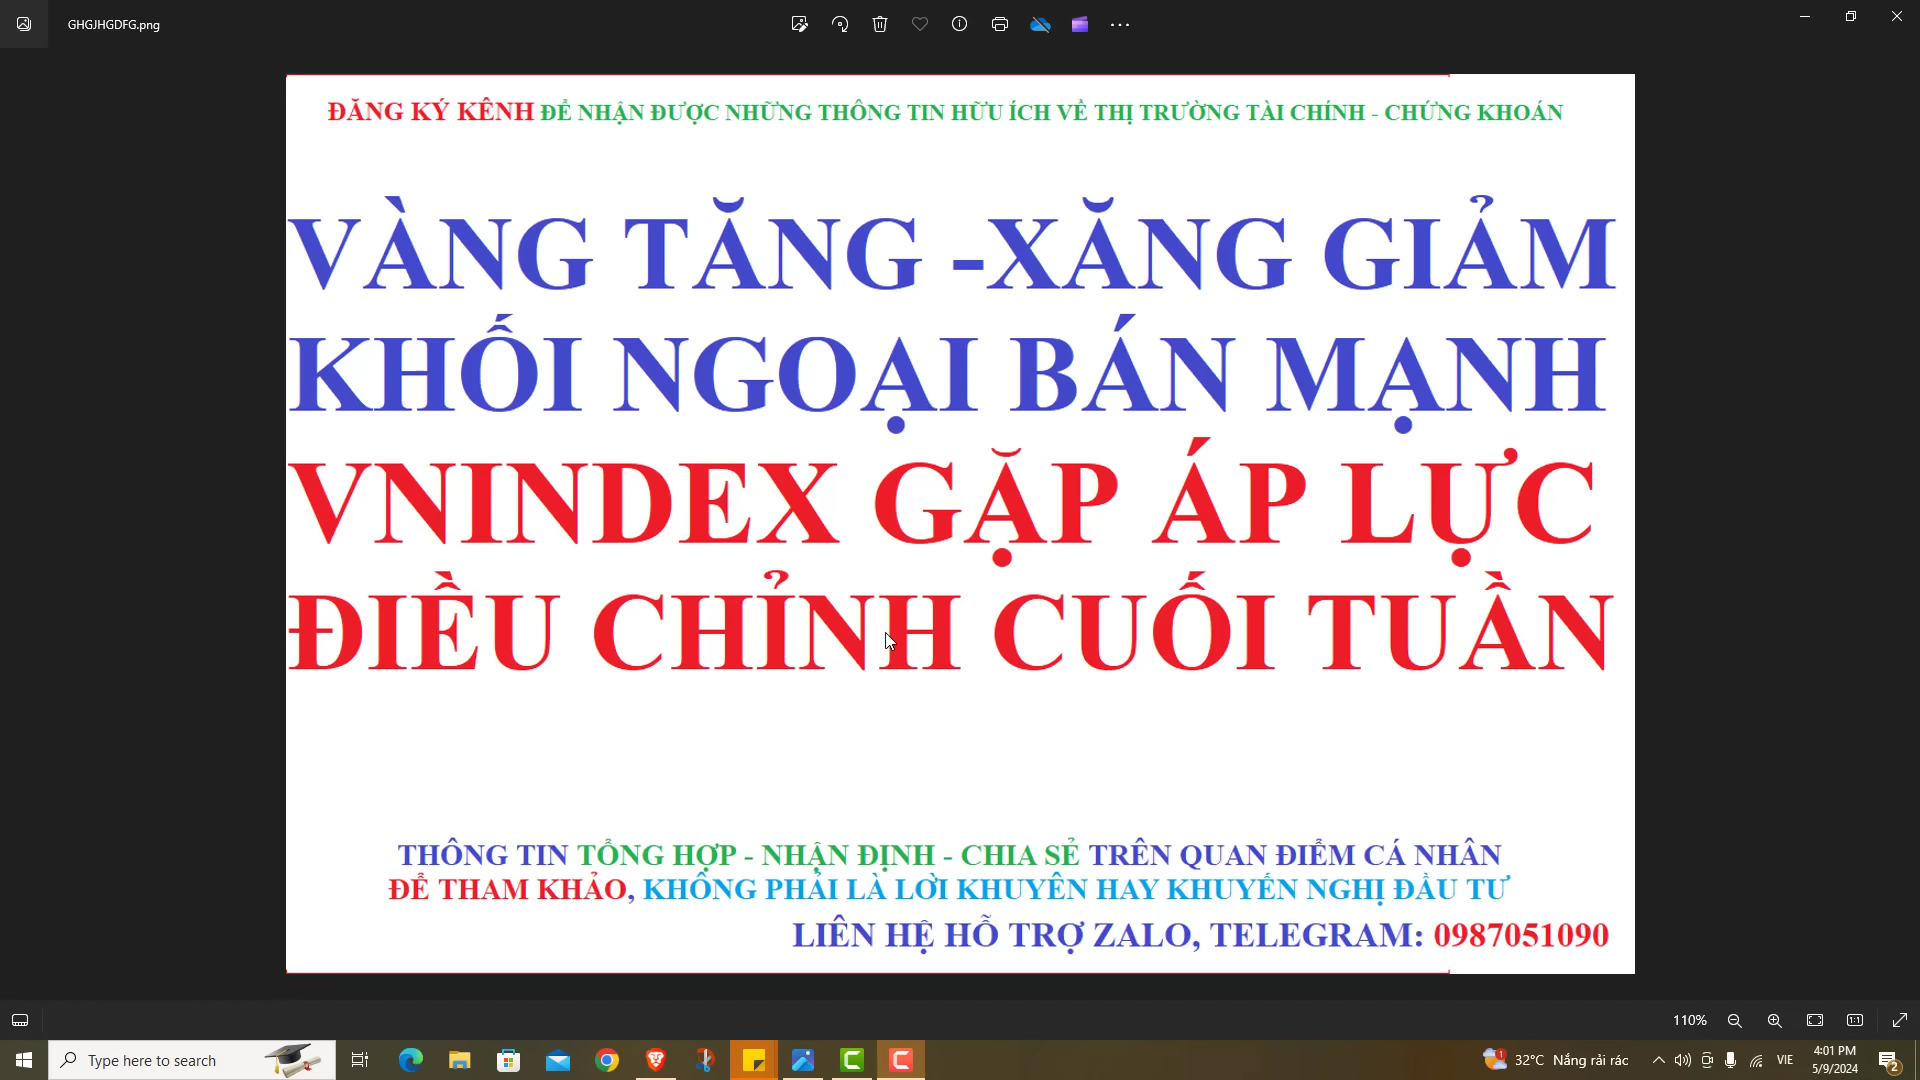 GHGJHGDFG.png
ĐĂNG KÝ KÊNH ĐỂ NHẬN ĐƯỢC NHỮNG THÔNG TIN HỮU ÍCH VỀ THỊ TRƯỜNG TÀI CHÍNH - CHỨNG KHOÁN
VÀNG TĂNG -XĂNG GIẢM
KHỐI NGOẠI BÁN MẠNH
VNINDEX GẶP ÁP LỰC
ĐIỀU CHỈNH CUỐI TUẦN
THÔNG TIN TỔNG HỢP - NHẬN ĐỊNH - CHIA SẺ TRÊN QUAN ĐIỂM CÁ NHÂN
ĐỂ THAM KHẢO, KHÔNG PHẢI LÀ LỜI KHUYÊN HAY KHUYẾN NGHỊ ĐẦU TƯ
LIÊN HỆ HỖ TRỢ ZALO, TELEGRAM: 0987051090
110%
Type here to search
32°C Nắng rải rác
VIE
4:01 PM
5/9/2024